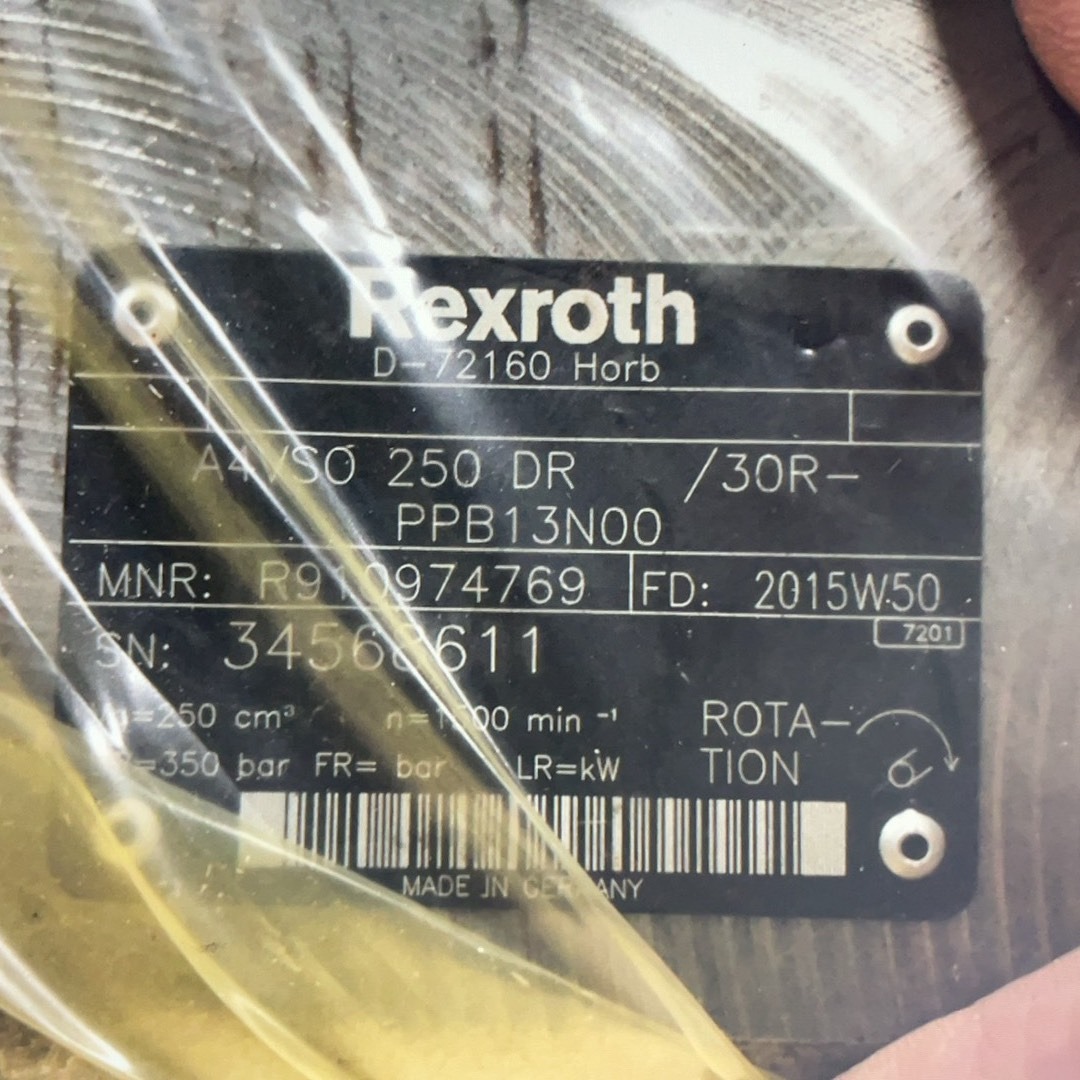 Rexroth
D-72160 Horb
A4VSO 250 DR /30R-
PPB13N00
MNR: R910974769 FD: 2015W50
7201
SN:
=250 cm³ min ⁻¹ ROTA-
=350 bar FR= bar LR=kW TION
MADE IN GERMANY